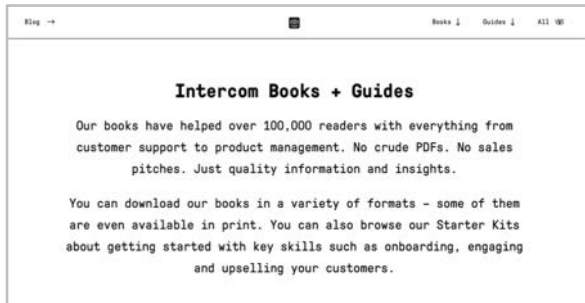 Blog →
Books ↓ Guides ↓ All
Intercom Books + Guides
Our books have helped over 100,000 readers with everything from
customer support to product management. No crude PDFs. No sales
pitches. Just quality information and insights.
You can download our books in a variety of formats – some of them
are even available in print. You can also browse our Starter Kits
about getting started with key skills such as onboarding, engaging
and upselling your customers.